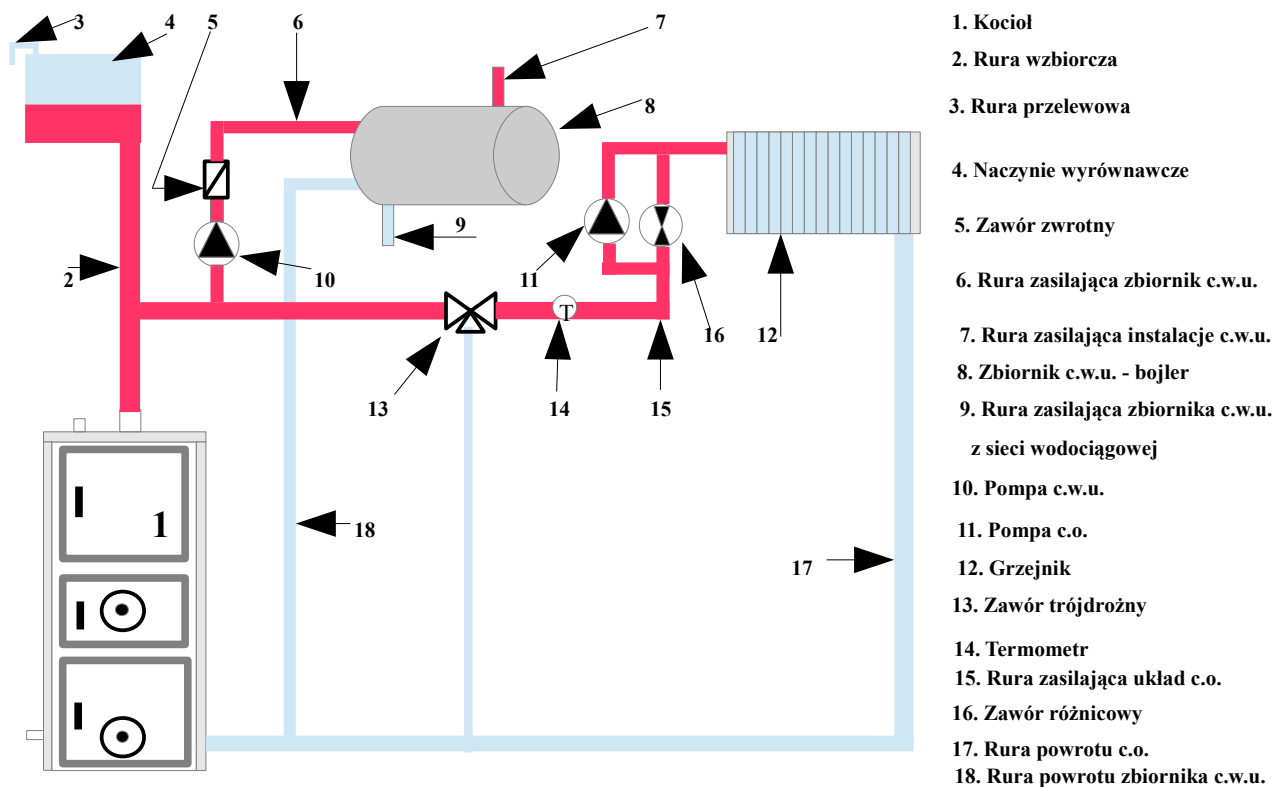 3
4
5
6
7
8
9
10
11
16
12
2
13
14
15
T
1
18
17
1. Kocioł
2. Rura wzbiorcza
3. Rura przelewowa
4. Naczynie wyrównawcze
5. Zawór zwrotny
6. Rura zasilająca zbiornik c.w.u.
7. Rura zasilająca instalacje c.w.u.
8. Zbiornik c.w.u. - bojler
9. Rura zasilająca zbiornika c.w.u.
z sieci wodociągowej
10. Pompa c.w.u.
11. Pompa c.o.
12. Grzejnik
13. Zawór trójdrożny
14. Termometr
15. Rura zasilająca układ c.o.
16. Zawór różnicowy
17. Rura powrotu c.o.
18. Rura powrotu zbiornika c.w.u.